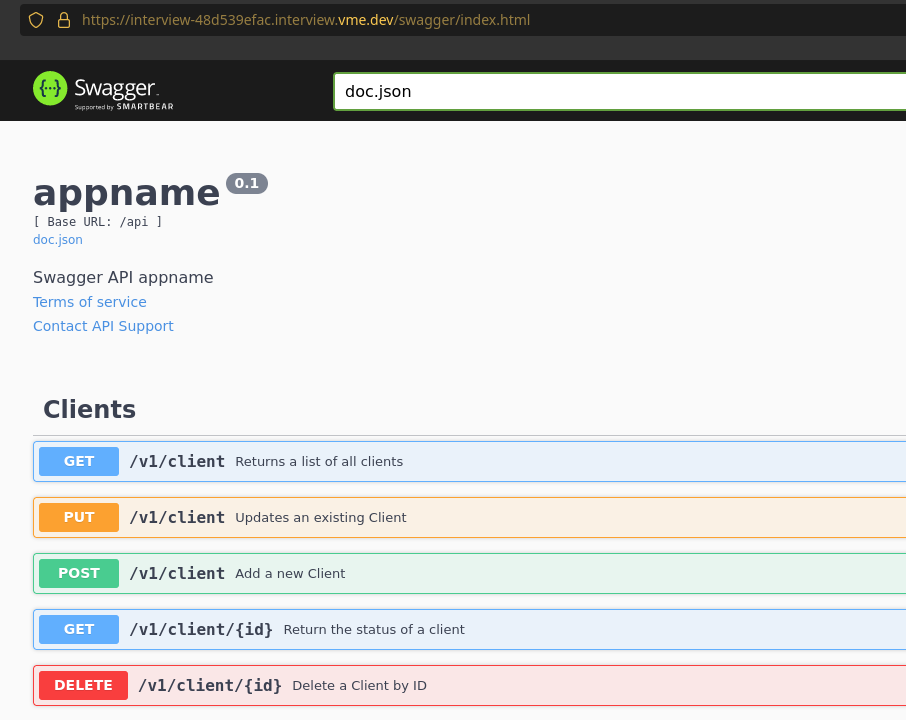 https://interview-48d539efac.interview.vme.dev/swagger/index.html
{...} Swagger.
Supported by SMARTBEAR
doc.json
appname 0.1
[ Base URL: /api ]
doc.json
Swagger API appname
Terms of service
Contact API Support
Clients
GET /v1/client Returns a list of all clients
PUT /v1/client Updates an existing Client
POST /v1/client Add a new Client
GET /v1/client/{id} Return the status of a client
DELETE /v1/client/{id} Delete a Client by ID